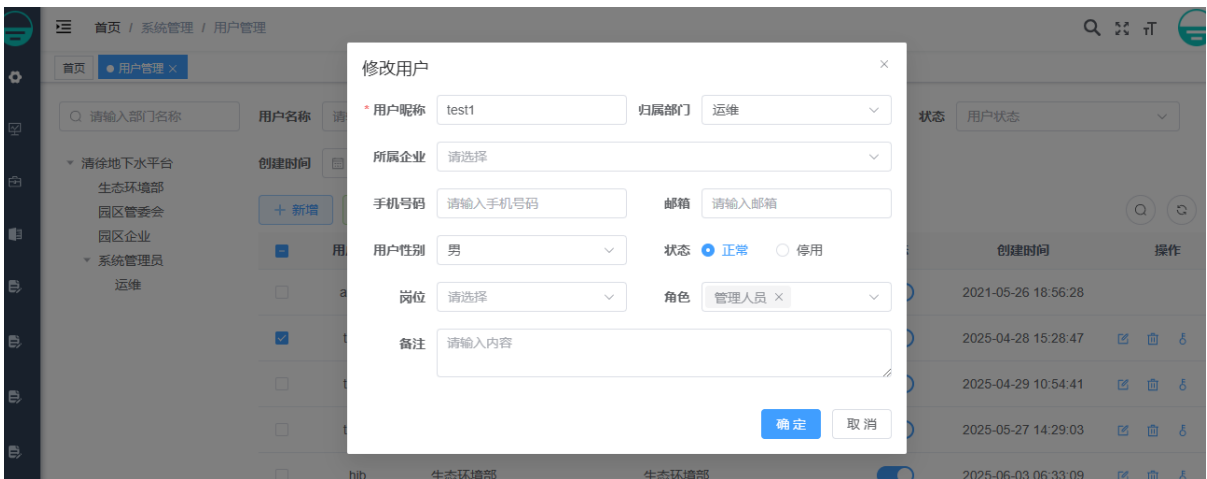 首页 / 系统管理 / 用户管理
首页
用户管理 ×
修改用户
请输入部门名称
用户名称
* 用户昵称 test1
归属部门 运维
状态 用户状态
清徐地下水平台
生态环境部
园区管委会
园区企业
系统管理员
运维
创建时间
所属企业 请选择
+ 新增
手机号码 请输入手机号码
邮箱 请输入邮箱
用户性别 男
状态 正常 停用
创建时间 操作
岗位 请选择
角色 管理人员 ×
2021-05-26 18:56:28
备注 请输入内容
2025-04-28 15:28:47
2025-04-29 10:54:41
确定 取消
2025-05-27 14:29:03
hjb 生态环境部 生态环境部 2025-06-03 06:33:09